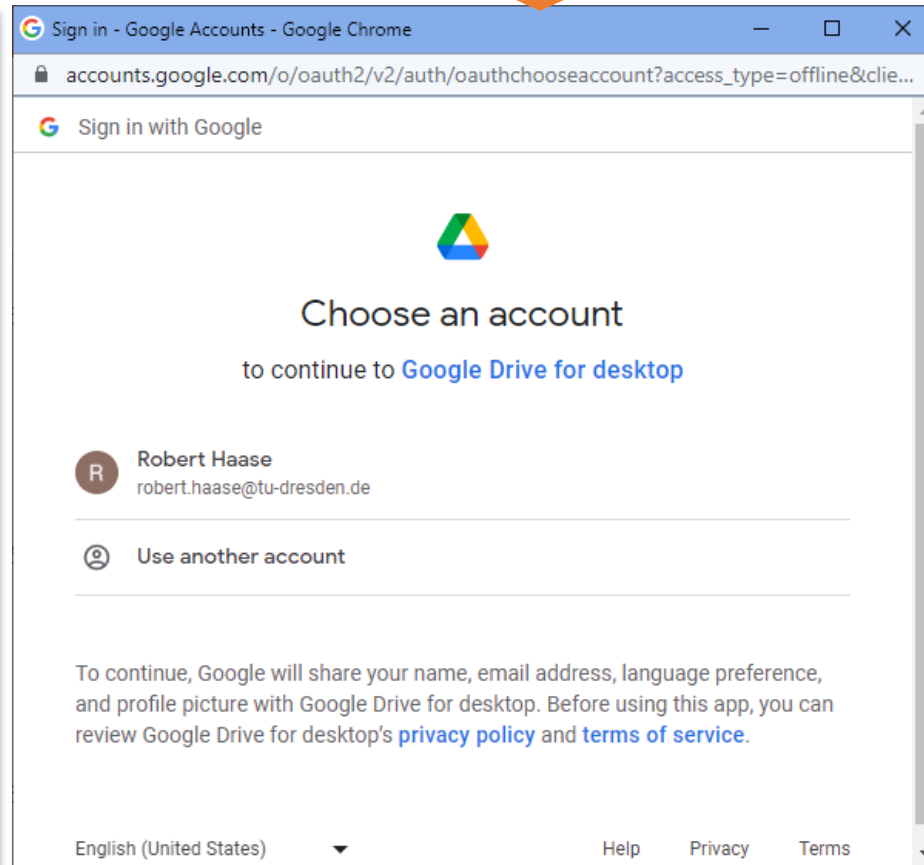 Sign in - Google Accounts - Google Chrome
accounts.google.com/o/oauth2/v2/auth/oauthchooseaccount?access_type=offline&clie...
Sign in with Google
Choose an account
to continue to Google Drive for desktop
R
Robert Haase
robert.haase@tu-dresden.de
Use another account
To continue, Google will share your name, email address, language preference,
and profile picture with Google Drive for desktop. Before using this app, you can
review Google Drive for desktop’s privacy policy and terms of service.
English (United States) Help Privacy Terms